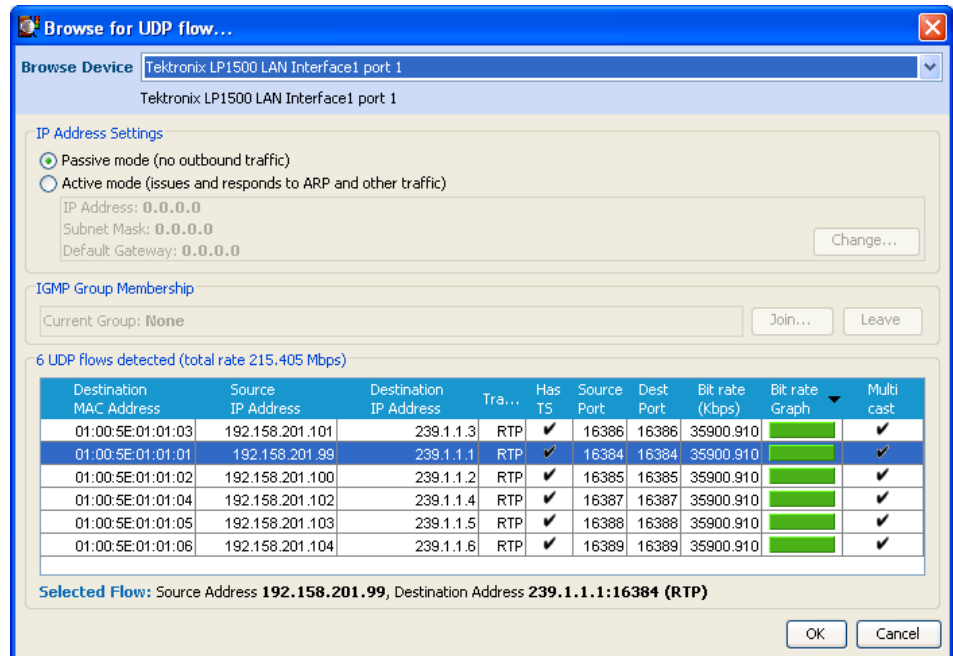 Browse for UDP flow...
Browse Device Tektronix LP1500 LAN Interface1 port 1
Tektronix LP1500 LAN Interface1 port 1
IP Address Settings
Passive mode (no outbound traffic)
Active mode (issues and responds to ARP and other traffic)
IP Address: 0.0.0.0
Subnet Mask: 0.0.0.0
Default Gateway: 0.0.0.0
Change...
IGMP Group Membership
Current Group: None Join... Leave
6 UDP flows detected (total rate 215.405 Mbps)
Destination MAC Address Source IP Address Destination IP Address Tra... Has TS Source Port Dest Port Bit rate (Kbps) Bit rate Graph Multi cast
01:00:5E:01:01:03 192.158.201.101 239.1.1.3 RTP ✔ 16386 16386 35900.910 ✔
01:00:5E:01:01:01 192.158.201.99 239.1.1.1 RTP ✔ 16384 16384 35900.910 ✔
01:00:5E:01:01:02 192.158.201.100 239.1.1.2 RTP ✔ 16385 16385 35900.910 ✔
01:00:5E:01:01:04 192.158.201.102 239.1.1.4 RTP ✔ 16387 16387 35900.910 ✔
01:00:5E:01:01:05 192.158.201.103 239.1.1.5 RTP ✔ 16388 16388 35900.910 ✔
01:00:5E:01:01:06 192.158.201.104 239.1.1.6 RTP ✔ 16389 16389 35900.910 ✔
Selected Flow: Source Address 192.158.201.99, Destination Address 239.1.1.1:16384 (RTP)
OK Cancel